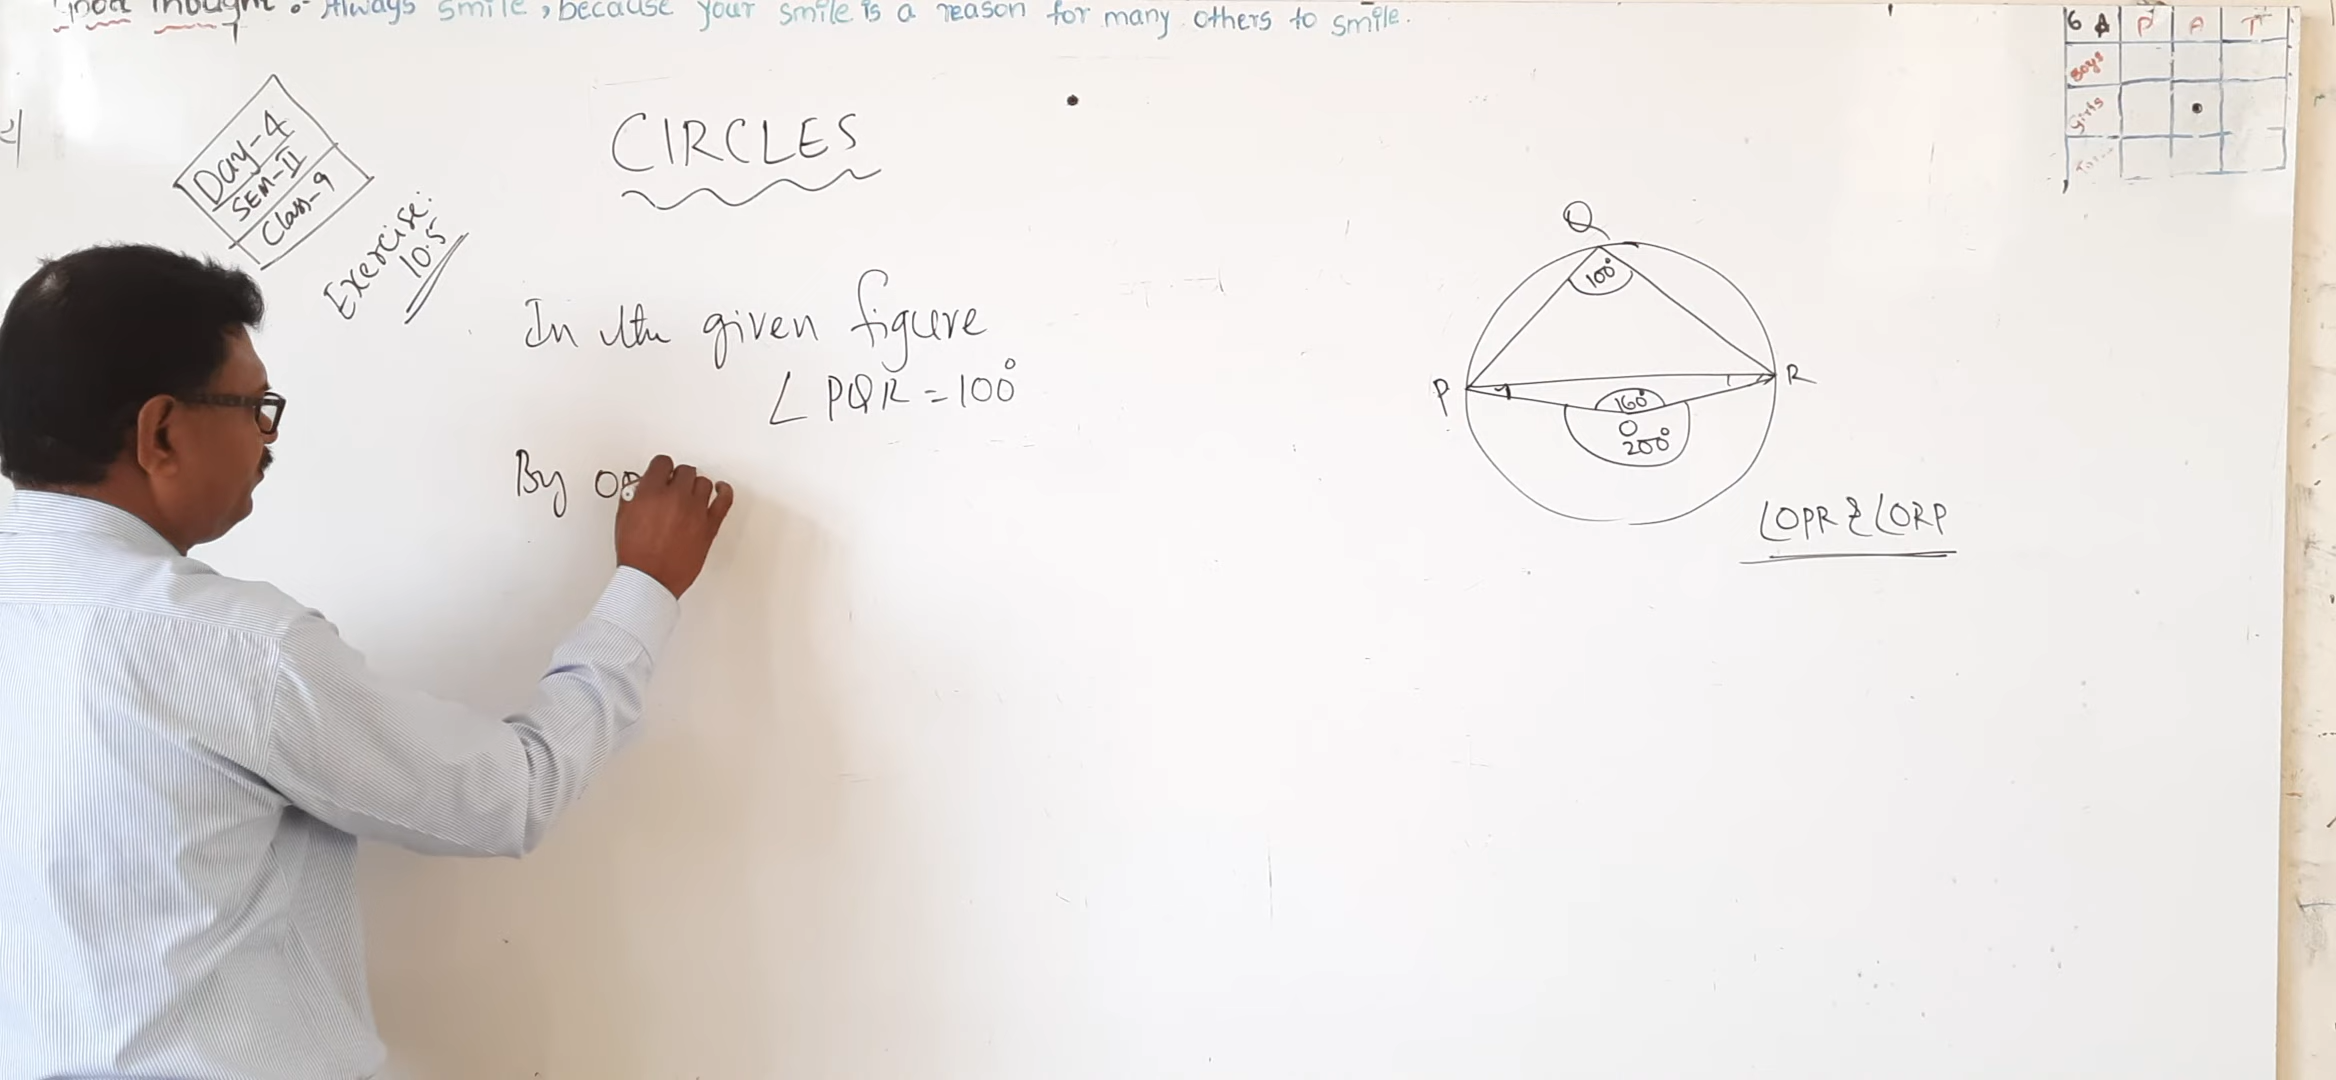 Good Thought :- Always smile, because your smile is a reason for many others to smile.
6 A P A T
Boys
Girls
Day-4
SEM-II
Class-9
Exercise:
10.5
CIRCLES
In the given figure
∠PQR = 100°
By
Q
100°
P
R
160°
O
200°
∠OPR & ∠ORP